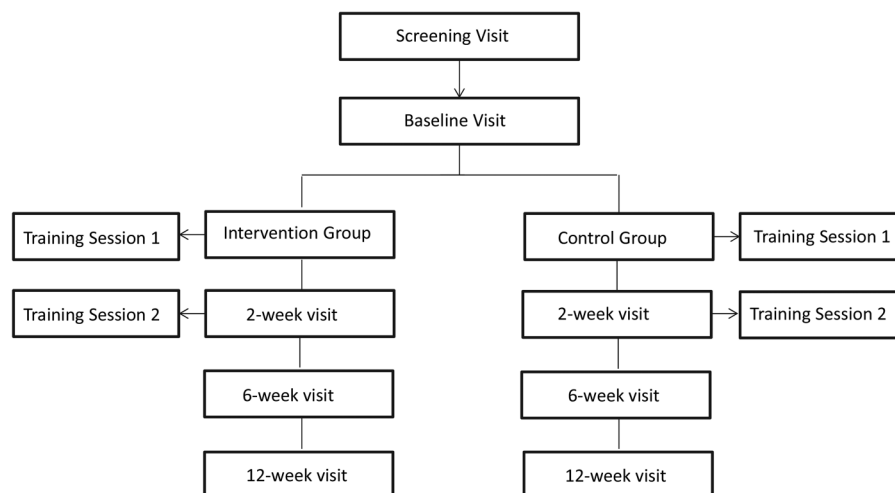 Screening Visit
Baseline Visit
Training Session 1
Intervention Group
Control Group
Training Session 1
Training Session 2
2-week visit
2-week visit
Training Session 2
6-week visit
6-week visit
12-week visit
12-week visit